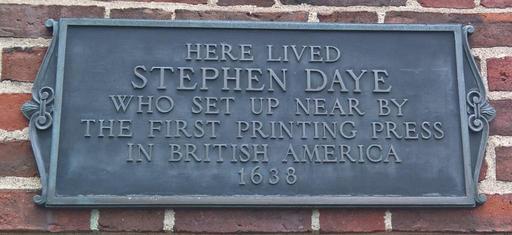 HERE LIVED
STEPHEN DAYE
WHO SET UP NEAR BY
THE FIRST PRINTING PRESS
IN BRITISH AMERICA
1638